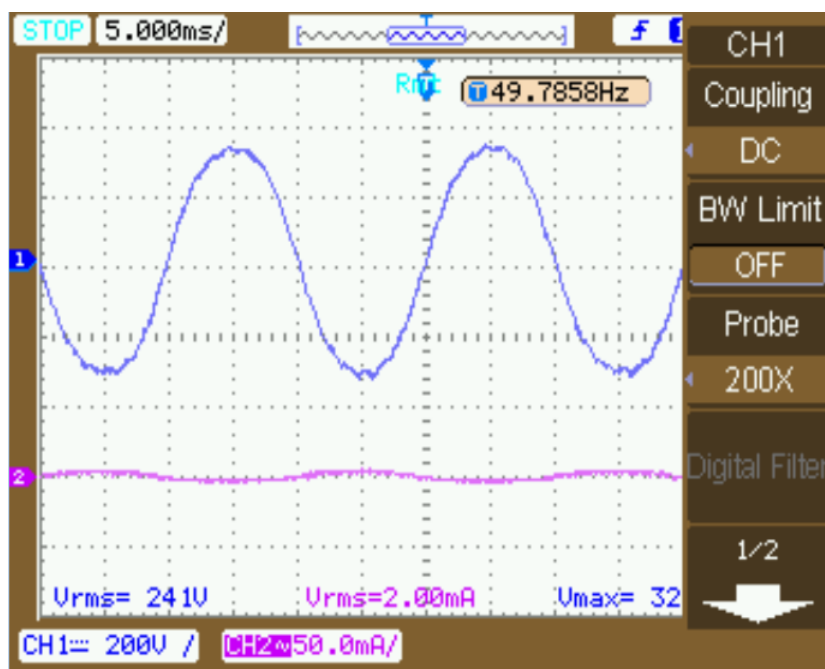 STOP 5.000ms/
CH1
Coupling
DC
BW Limit
OFF
Probe
200X
Digital Filter
1/2
T 49.7858Hz
1
2
Vrms= 241V Vrms=2.00mA Vmax= 32
CH1 200V / CH2 50.0mA/